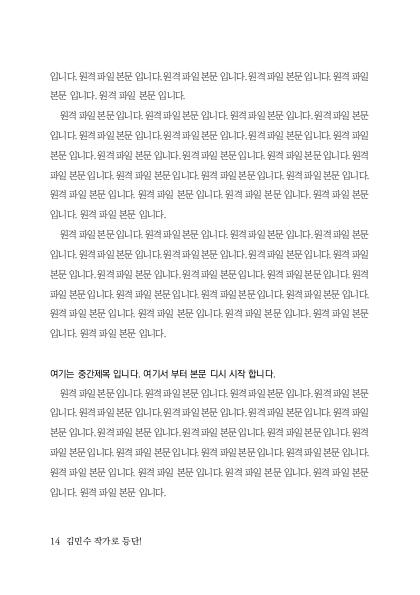 입니다. 원격 파일 본문 입니다. 원격 파일 본문 입니다. 원격 파일 본문 입니다. 원격 파일
본문 입니다. 원격 파일 본문 입니다.
원격 파일 본문 입니다. 원격 파일 본문 입니다. 원격 파일 본문 입니다. 원격 파일 본문
입니다. 원격 파일 본문 입니다. 원격 파일 본문 입니다. 원격 파일 본문 입니다. 원격 파일
본문 입니다. 원격 파일 본문 입니다. 원격 파일 본문 입니다. 원격 파일 본문 입니다. 원격
파일 본문 입니다. 원격 파일 본문 입니다. 원격 파일 본문 입니다. 원격 파일 본문 입니다.
원격 파일 본문 입니다. 원격 파일 본문 입니다. 원격 파일 본문 입니다. 원격 파일 본문
입니다. 원격 파일 본문 입니다.
원격 파일 본문 입니다. 원격 파일 본문 입니다. 원격 파일 본문 입니다. 원격 파일 본문
입니다. 원격 파일 본문 입니다. 원격 파일 본문 입니다. 원격 파일 본문 입니다. 원격 파일
본문 입니다. 원격 파일 본문 입니다. 원격 파일 본문 입니다. 원격 파일 본문 입니다. 원격
파일 본문 입니다. 원격 파일 본문 입니다. 원격 파일 본문 입니다. 원격 파일 본문 입니다.
원격 파일 본문 입니다. 원격 파일 본문 입니다. 원격 파일 본문 입니다. 원격 파일 본문
입니다. 원격 파일 본문 입니다.
여기는 중간제목 입니다. 여기서 부터 본문 디시 시작 합니다.
원격 파일 본문 입니다. 원격 파일 본문 입니다. 원격 파일 본문 입니다. 원격 파일 본문
입니다. 원격 파일 본문 입니다. 원격 파일 본문 입니다. 원격 파일 본문 입니다. 원격 파일
본문 입니다. 원격 파일 본문 입니다. 원격 파일 본문 입니다. 원격 파일 본문 입니다. 원격
파일 본문 입니다. 원격 파일 본문 입니다. 원격 파일 본문 입니다. 원격 파일 본문 입니다.
원격 파일 본문 입니다. 원격 파일 본문 입니다. 원격 파일 본문 입니다. 원격 파일 본문
입니다. 원격 파일 본문 입니다.
14 김민수 작가로 등단!